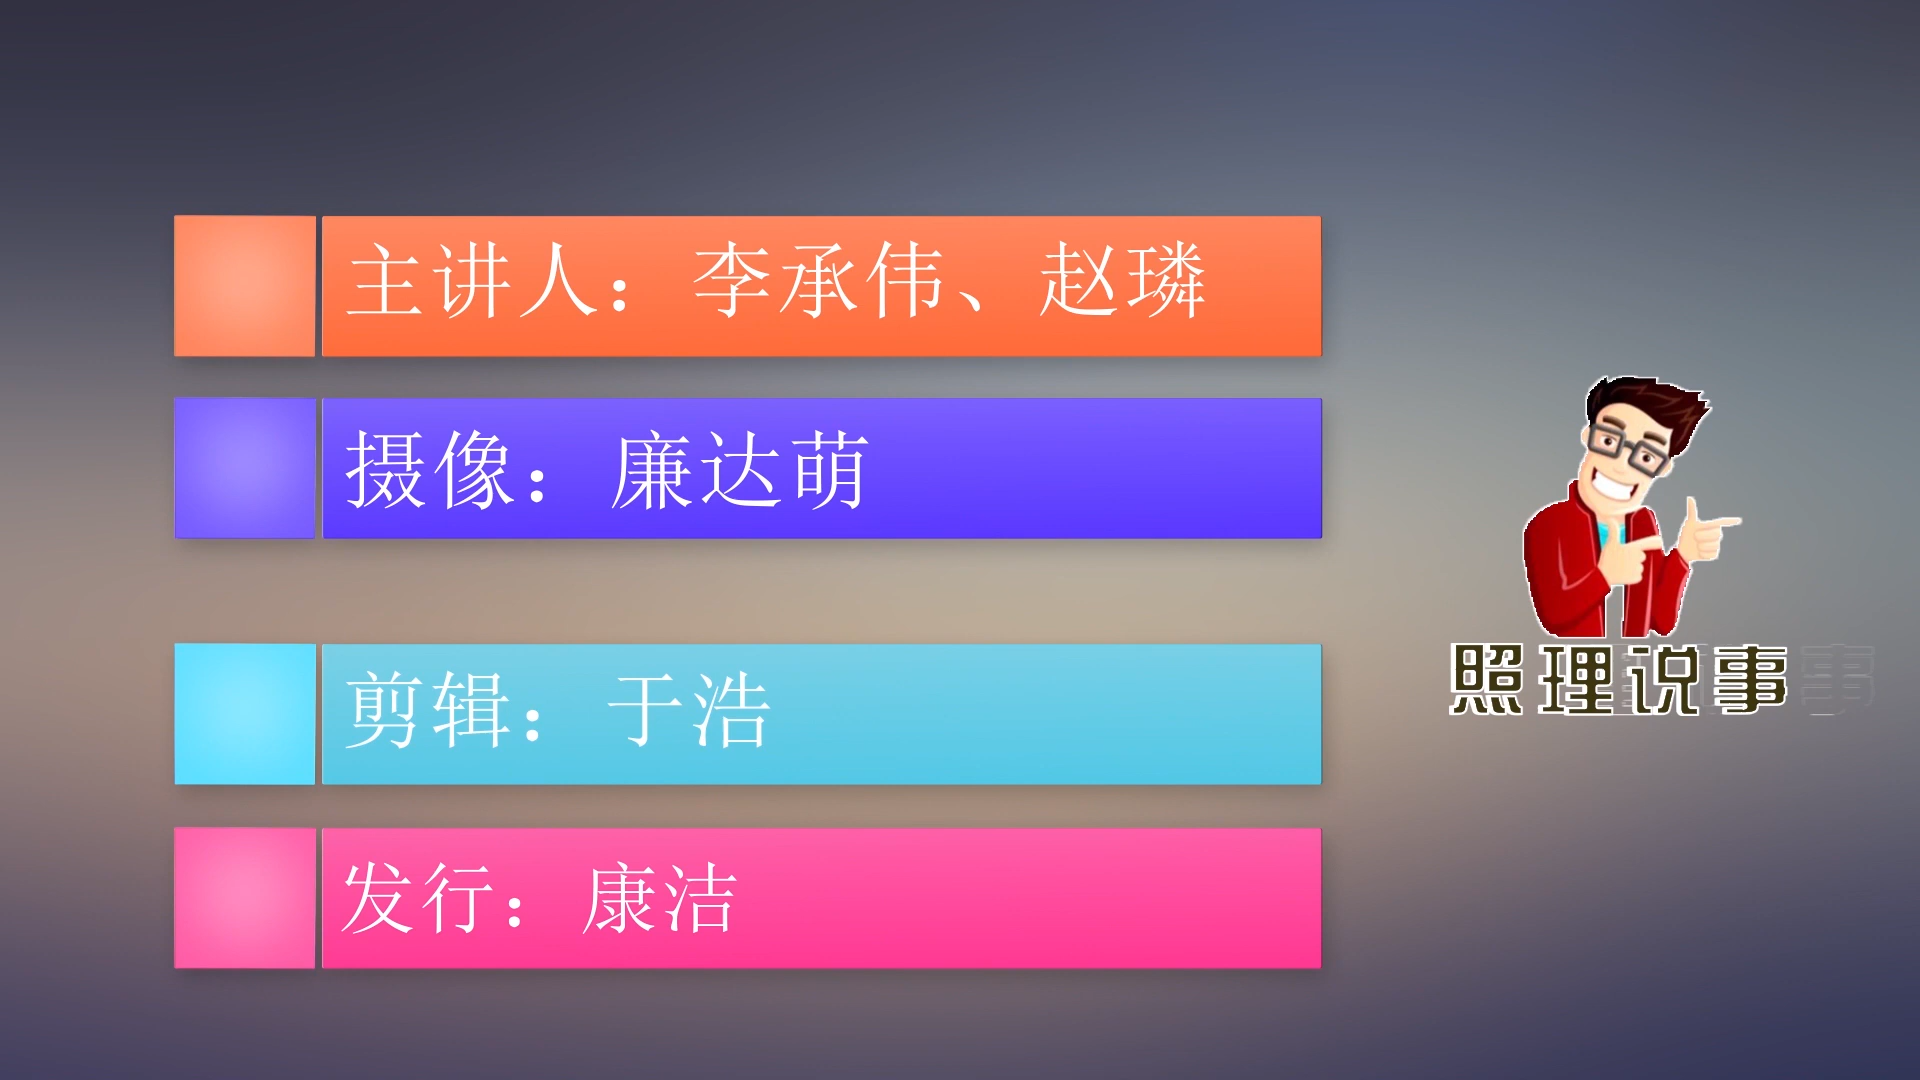 主讲人：李承伟、赵璘
摄像：廉达萌
剪辑：于浩
发行：康洁
照理说事